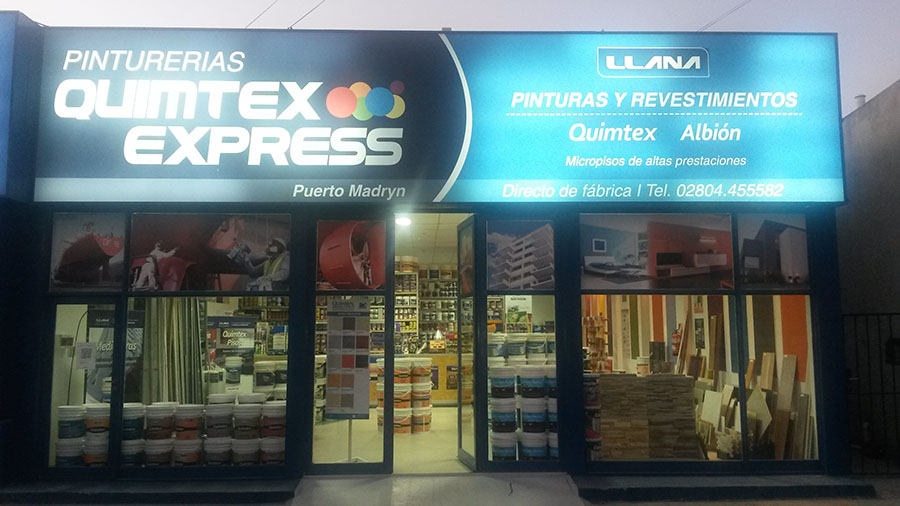 PINTURERIAS
QUIMTEX
EXPRESS
Puerto Madryn
LLANA
PINTURAS Y REVESTIMIENTOS
Quimtex Albión
Micropisos de altas prestaciones
Directo de fábrica | Tel. 02804.455582
Quimtex
Pisos